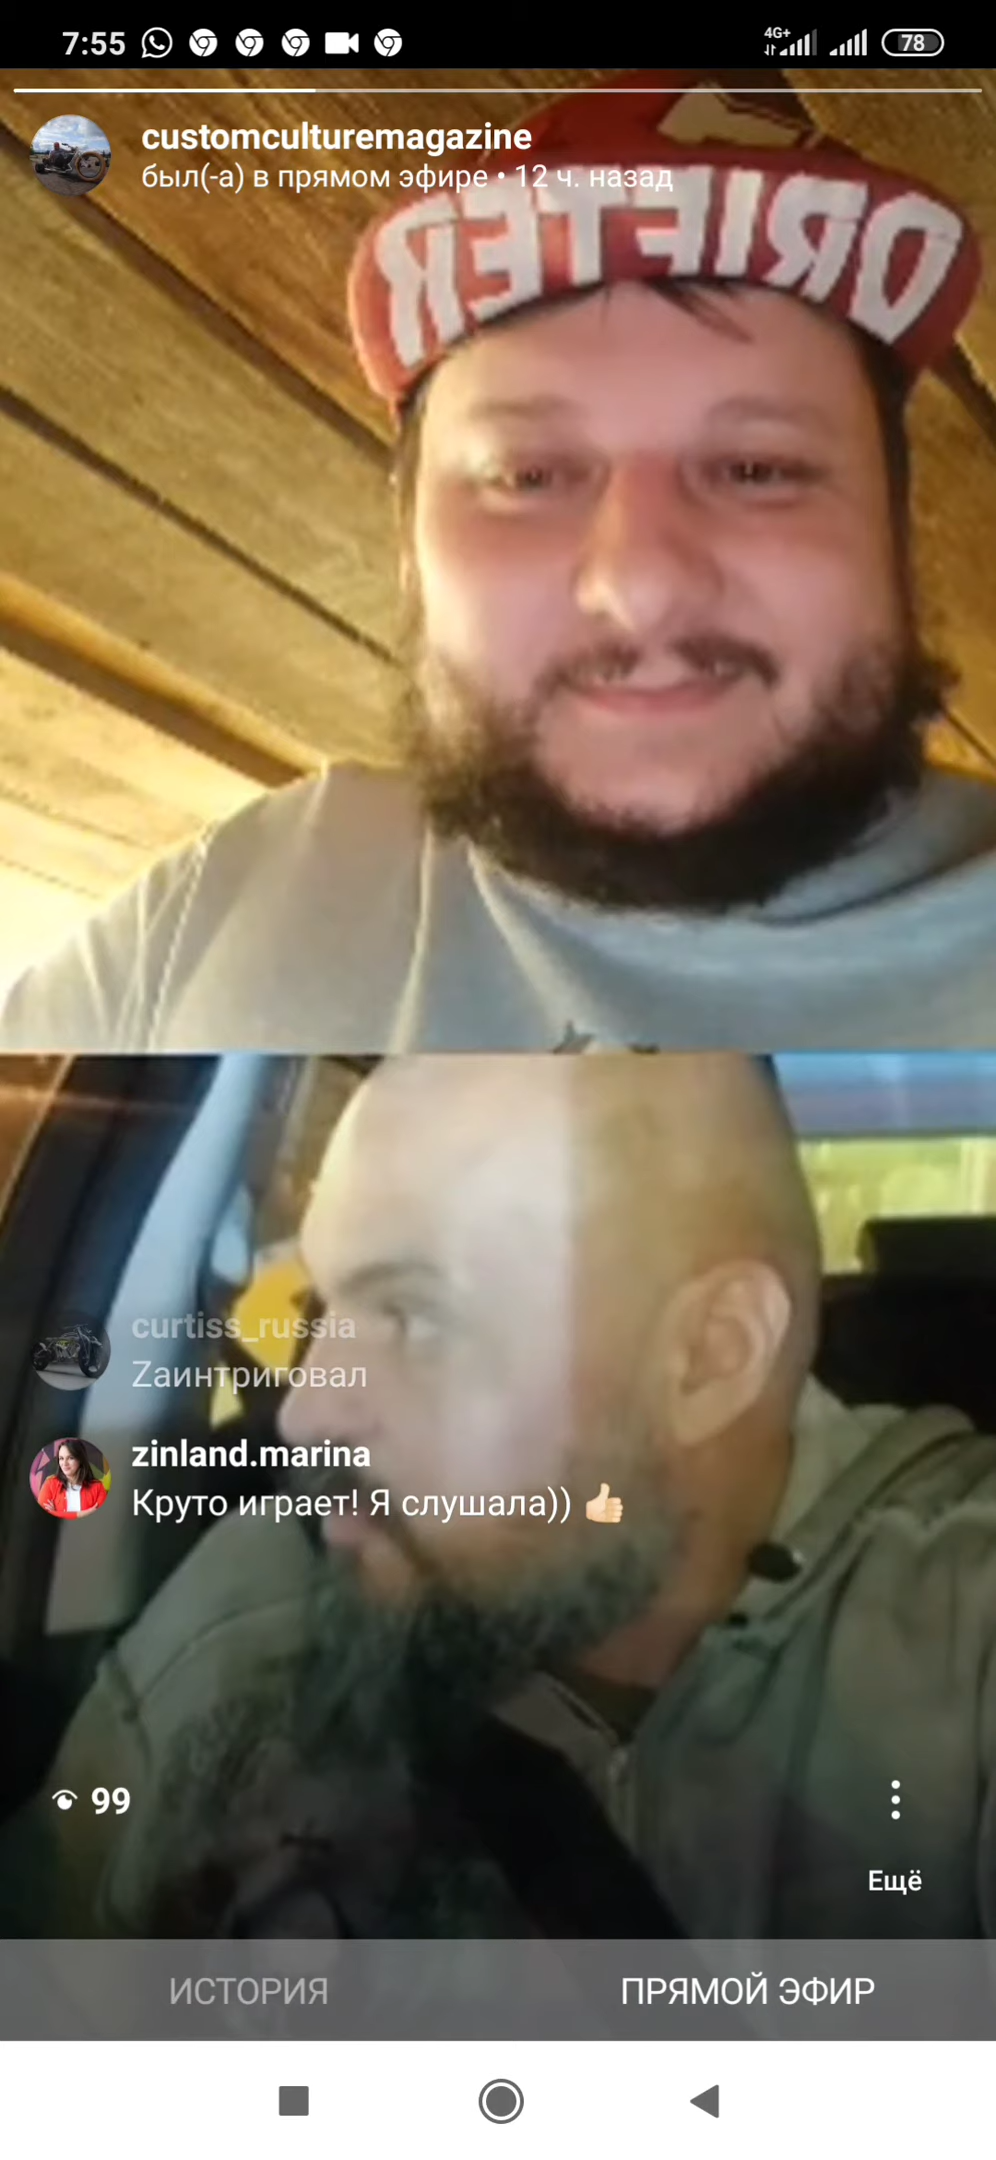 7:55
4G+
78
customculturemagazine
был(-а) в прямом эфире • 12 ч. назад
DRIFTER
curtiss_russia
Zаинтриговал
zinland.marina
Круто играет! Я слушала)) 👍🏻
99
Ещё
ИСТОРИЯ
ПРЯМОЙ ЭФИР